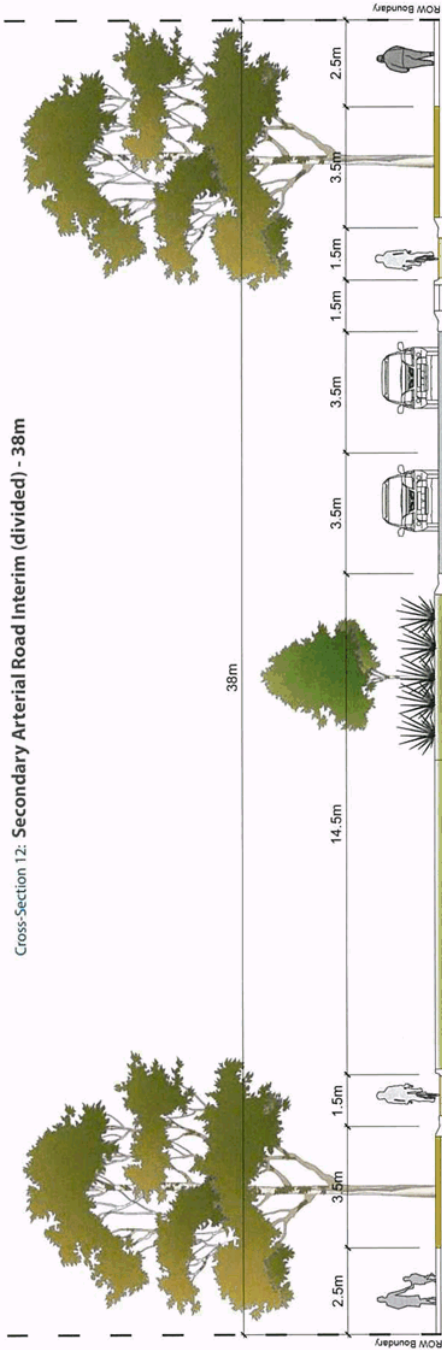 Cross-Section 12: Secondary Arterial Road Interim (divided) - 38m
38m
2.5m
3.5m
1.5m
14.5m
3.5m
3.5m
1.5m
1.5m
3.5m
2.5m
ROW Boundary
ROW Boundary